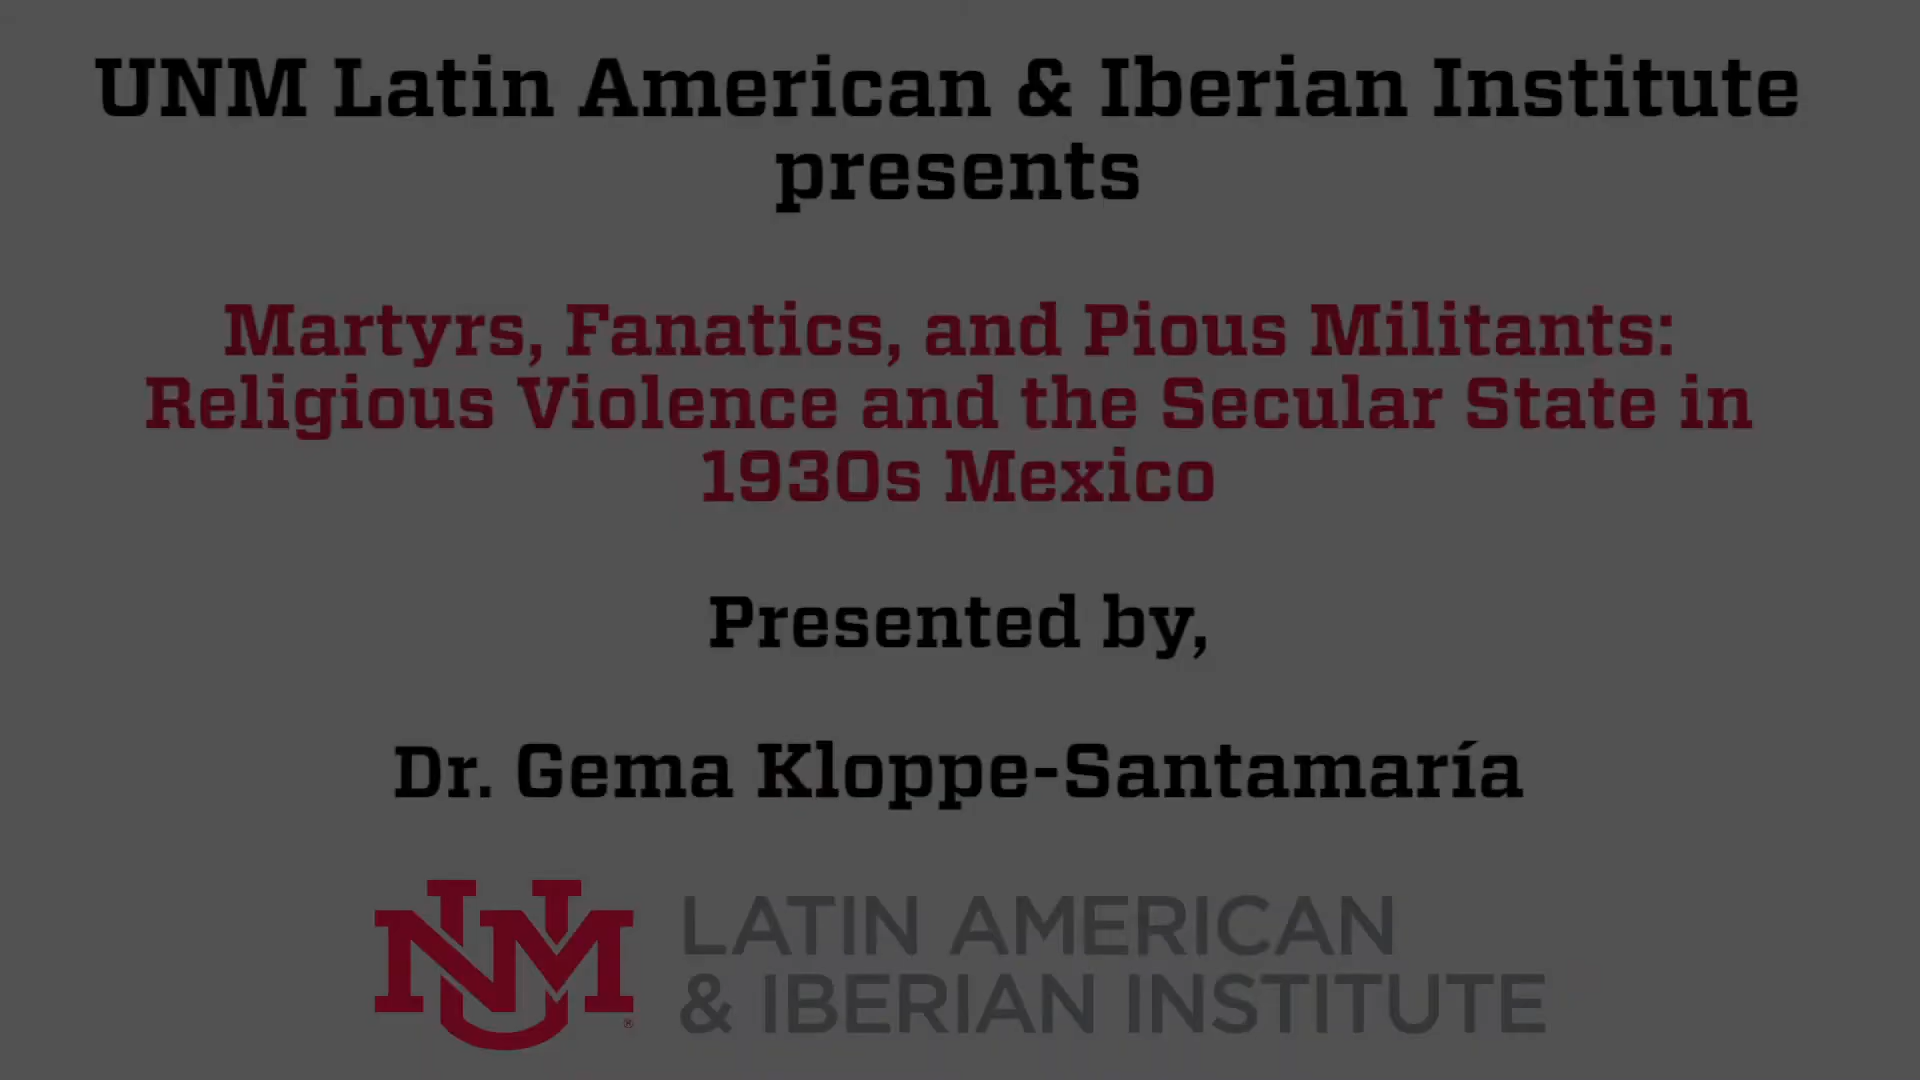 UNM Latin American & Iberian Institute
presents
Martyrs, Fanatics, and Pious Militants:
Religious Violence and the Secular State in
1930s Mexico
Presented by,
Dr. Gema Kloppe-Santamaría
UNM ®
LATIN AMERICAN
& IBERIAN INSTITUTE